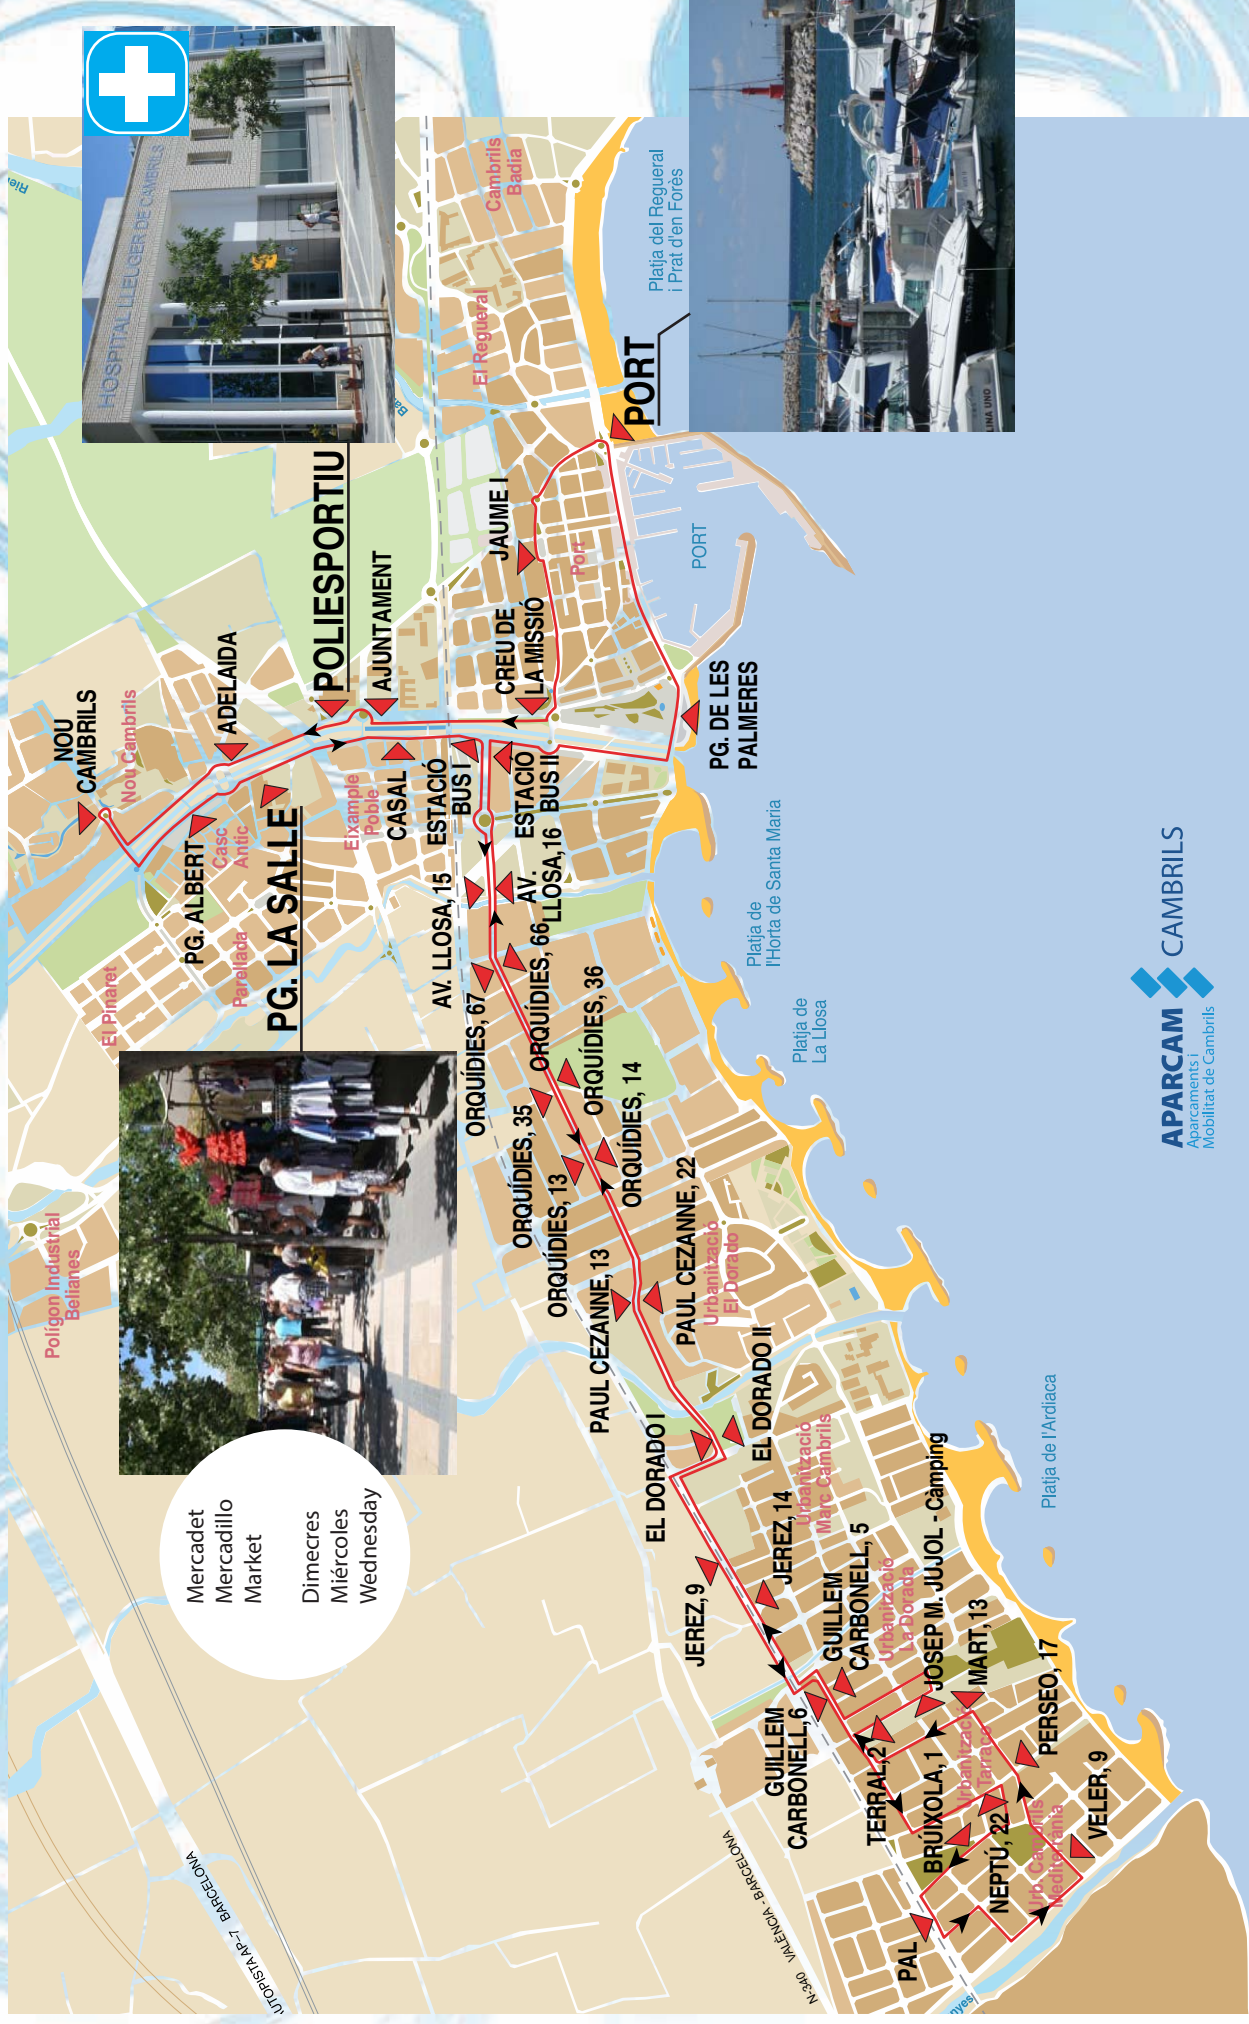 Mercadet
Mercadillo
Market
Dimecres
Miércoles
Wednesday
HOSPITAL LLEUGER DE CAMBRILS
NOU
CAMBRILS
Nou Cambrils
ADELAIDA
POLIESPORTIU
AJUNTAMENT
PG. ALBERT
Casc
Antic
PG. LA SALLE
Eixample
Poble
CASAL
El Pinaret
Parellada
Polígon Industrial
Belianes
ESTACIÓ
BUS I
ESTACIÓ
BUS II
CREU DE
LA MISSIÓ
JAUME I
Port
PORT
PORT
El Regueral
Cambrils
Badia
Platja del Regueral
i Prat d'en Forès
PG. DE LES
PALMERES
Platja de
l'Horta de Santa Maria
Platja de
La Llosa
AV. LLOSA, 15
AV.
LLOSA,16
ORQUÍDIES, 67
ORQUÍDIES, 66
ORQUÍDIES, 35
ORQUÍDIES, 36
ORQUÍDIES, 13
ORQUÍDIES, 14
PAUL CEZANNE, 13
PAUL CEZANNE, 22
Urbanització
El Dorado
EL DORADO I
EL DORADO II
Urbanització
Marc Cambrils
JEREZ, 9
JEREZ, 14
GUILLEM
CARBONELL, 5
GUILLEM
CARBONELL, 6
Urbanització
La Dorada
JOSEP M. JUJOL - Càmping
MART, 13
TERRAL, 2
BRÚIXOLA, 1
Urbanització
Tarraco
PERSEO, 17
NEPTÚ, 22
Urb. Cambrils
Mediterrania
VELER, 9
PAL
Platja de l'Ardiaca
UTOPISTA AP-7 BARCELONA
N-340 VALÈNCIA - BARCELONA
LINA UNO
APARCAM CAMBRILS
Aparcaments i
Mobilitat de Cambrils